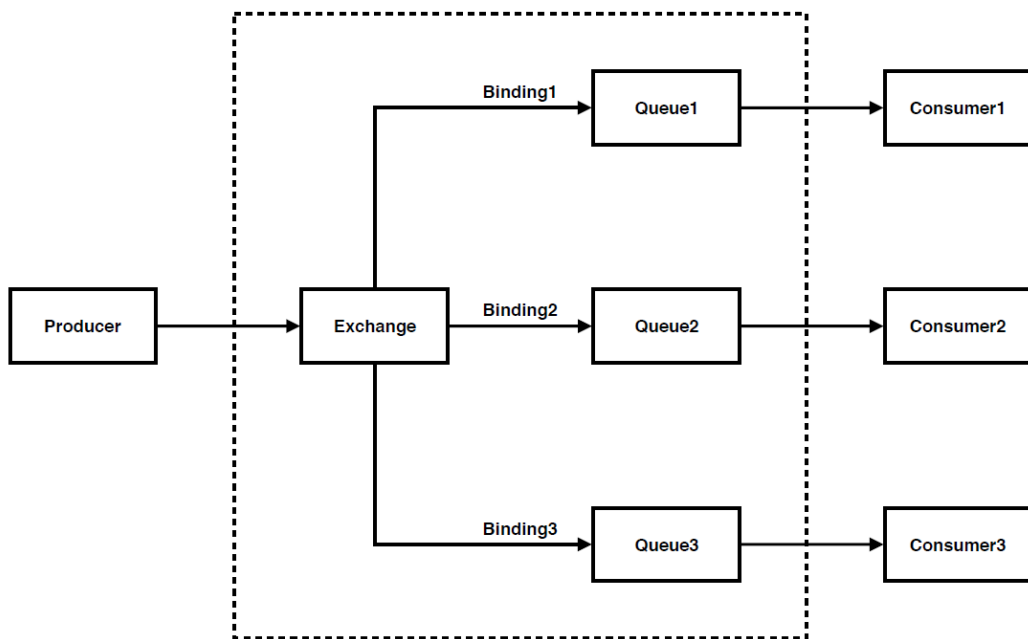 Binding1
Queue1
Consumer1
Producer
Exchange
Binding2
Queue2
Consumer2
Binding3
Queue3
Consumer3